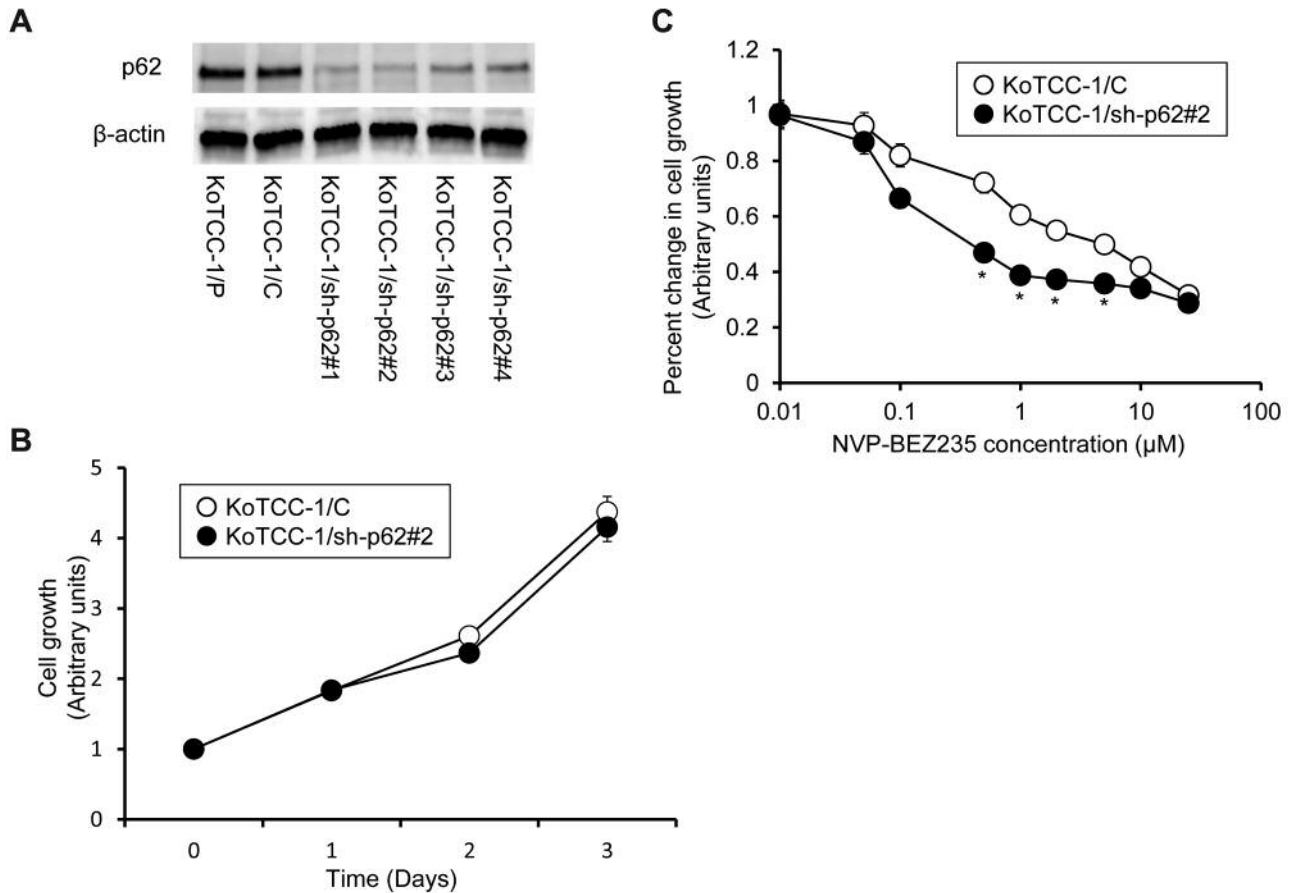 A
p62
β-actin
KoTCC-1/P
KoTCC-1/C
KoTCC-1/sh-p62#1
KoTCC-1/sh-p62#2
KoTCC-1/sh-p62#3
KoTCC-1/sh-p62#4
B
5
4
3
2
1
0
Cell growth
(Arbitrary units)
KoTCC-1/C
KoTCC-1/sh-p62#2
0 1 2 3
Time (Days)
C
1.2
1
0.8
0.6
0.4
0.2
0
Percent change in cell growth
(Arbitrary units)
KoTCC-1/C
KoTCC-1/sh-p62#2
* * * *
0.01 0.1 1 10 100
NVP-BEZ235 concentration (µM)